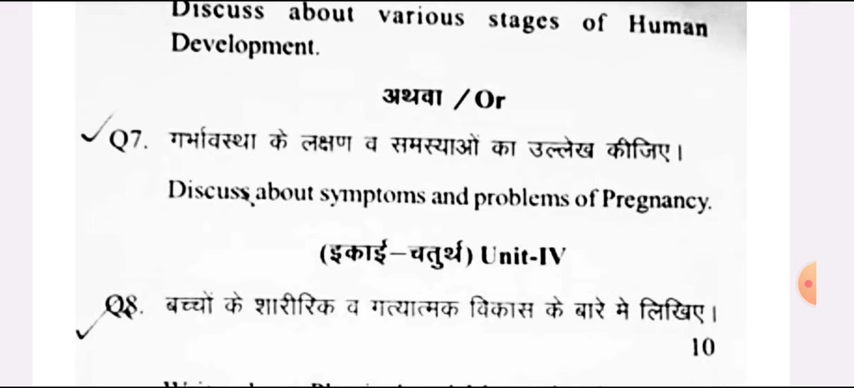 Discuss about various stages of Human
Development.
अथवा / Or
Q7. गर्भावस्था के लक्षण व समस्याओं का उल्लेख कीजिए।
Discuss about symptoms and problems of Pregnancy.
(इकाई–चतुर्थ) Unit-IV
Q8. बच्चों के शारीरिक व गत्यात्मक विकास के बारे मे लिखिए।
10